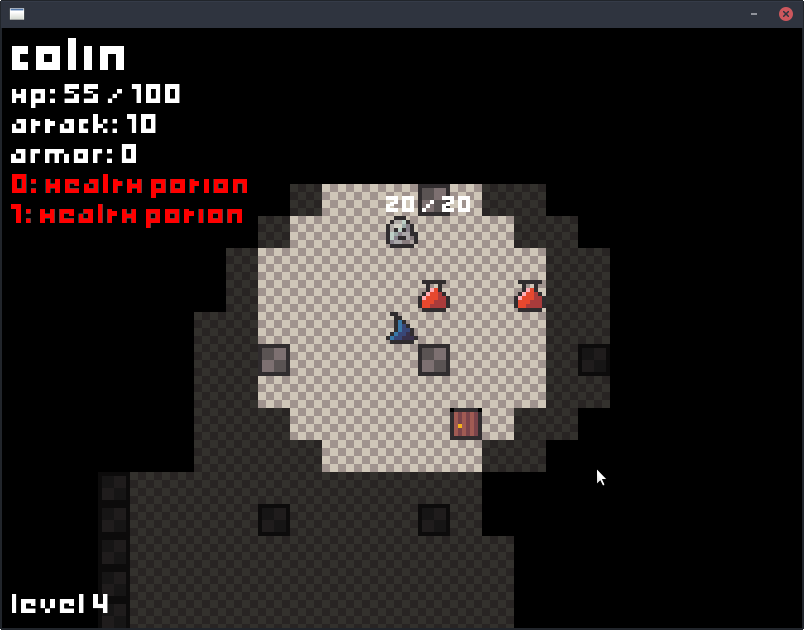 colin
hp: 55 / 100
attack: 10
armor: 0
0: health potion
1: health potion
20 / 20
level 4